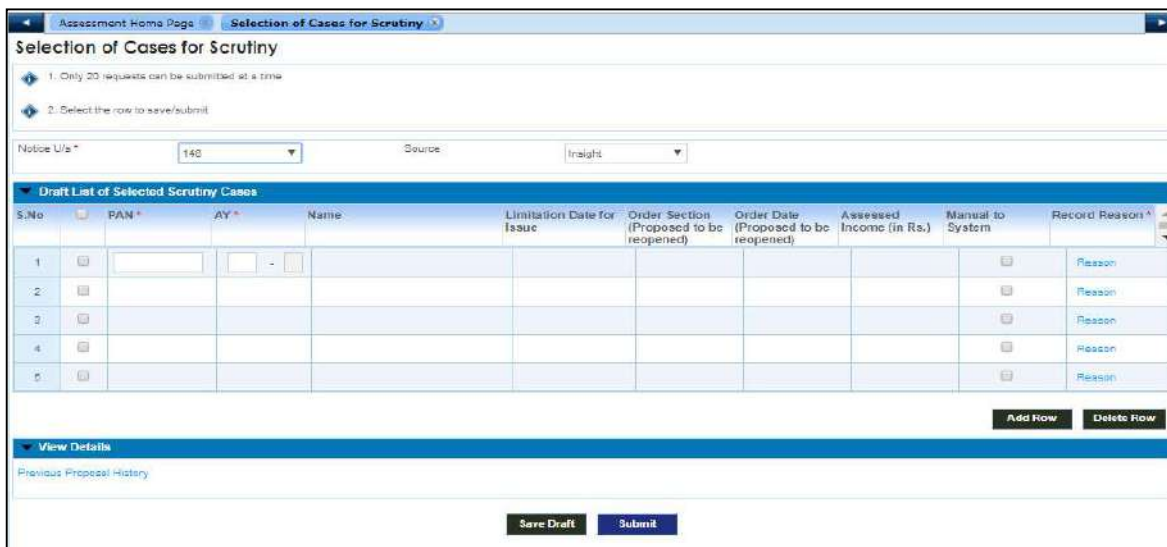 Assessment Home Page Selection of Cases for Scrutiny
Selection of Cases for Scrutiny
1. Only 20 requests can be submitted at a time
2. Select the row to save/submit
Notice U/s * 148 Source Insight
Draft List of Selected Scrutiny Cases
S.No PAN * AY * Name Limitation Date for Issue Order Section (Proposed to be reopened) Order Date (Proposed to be reopened) Assessed Income (in Rs.) Manual to System Record Reason *
1 - Reason
2 Reason
3 Reason
4 Reason
5 Reason
Add Row Delete Row
View Details
Previous Proposal History
Save Draft Submit